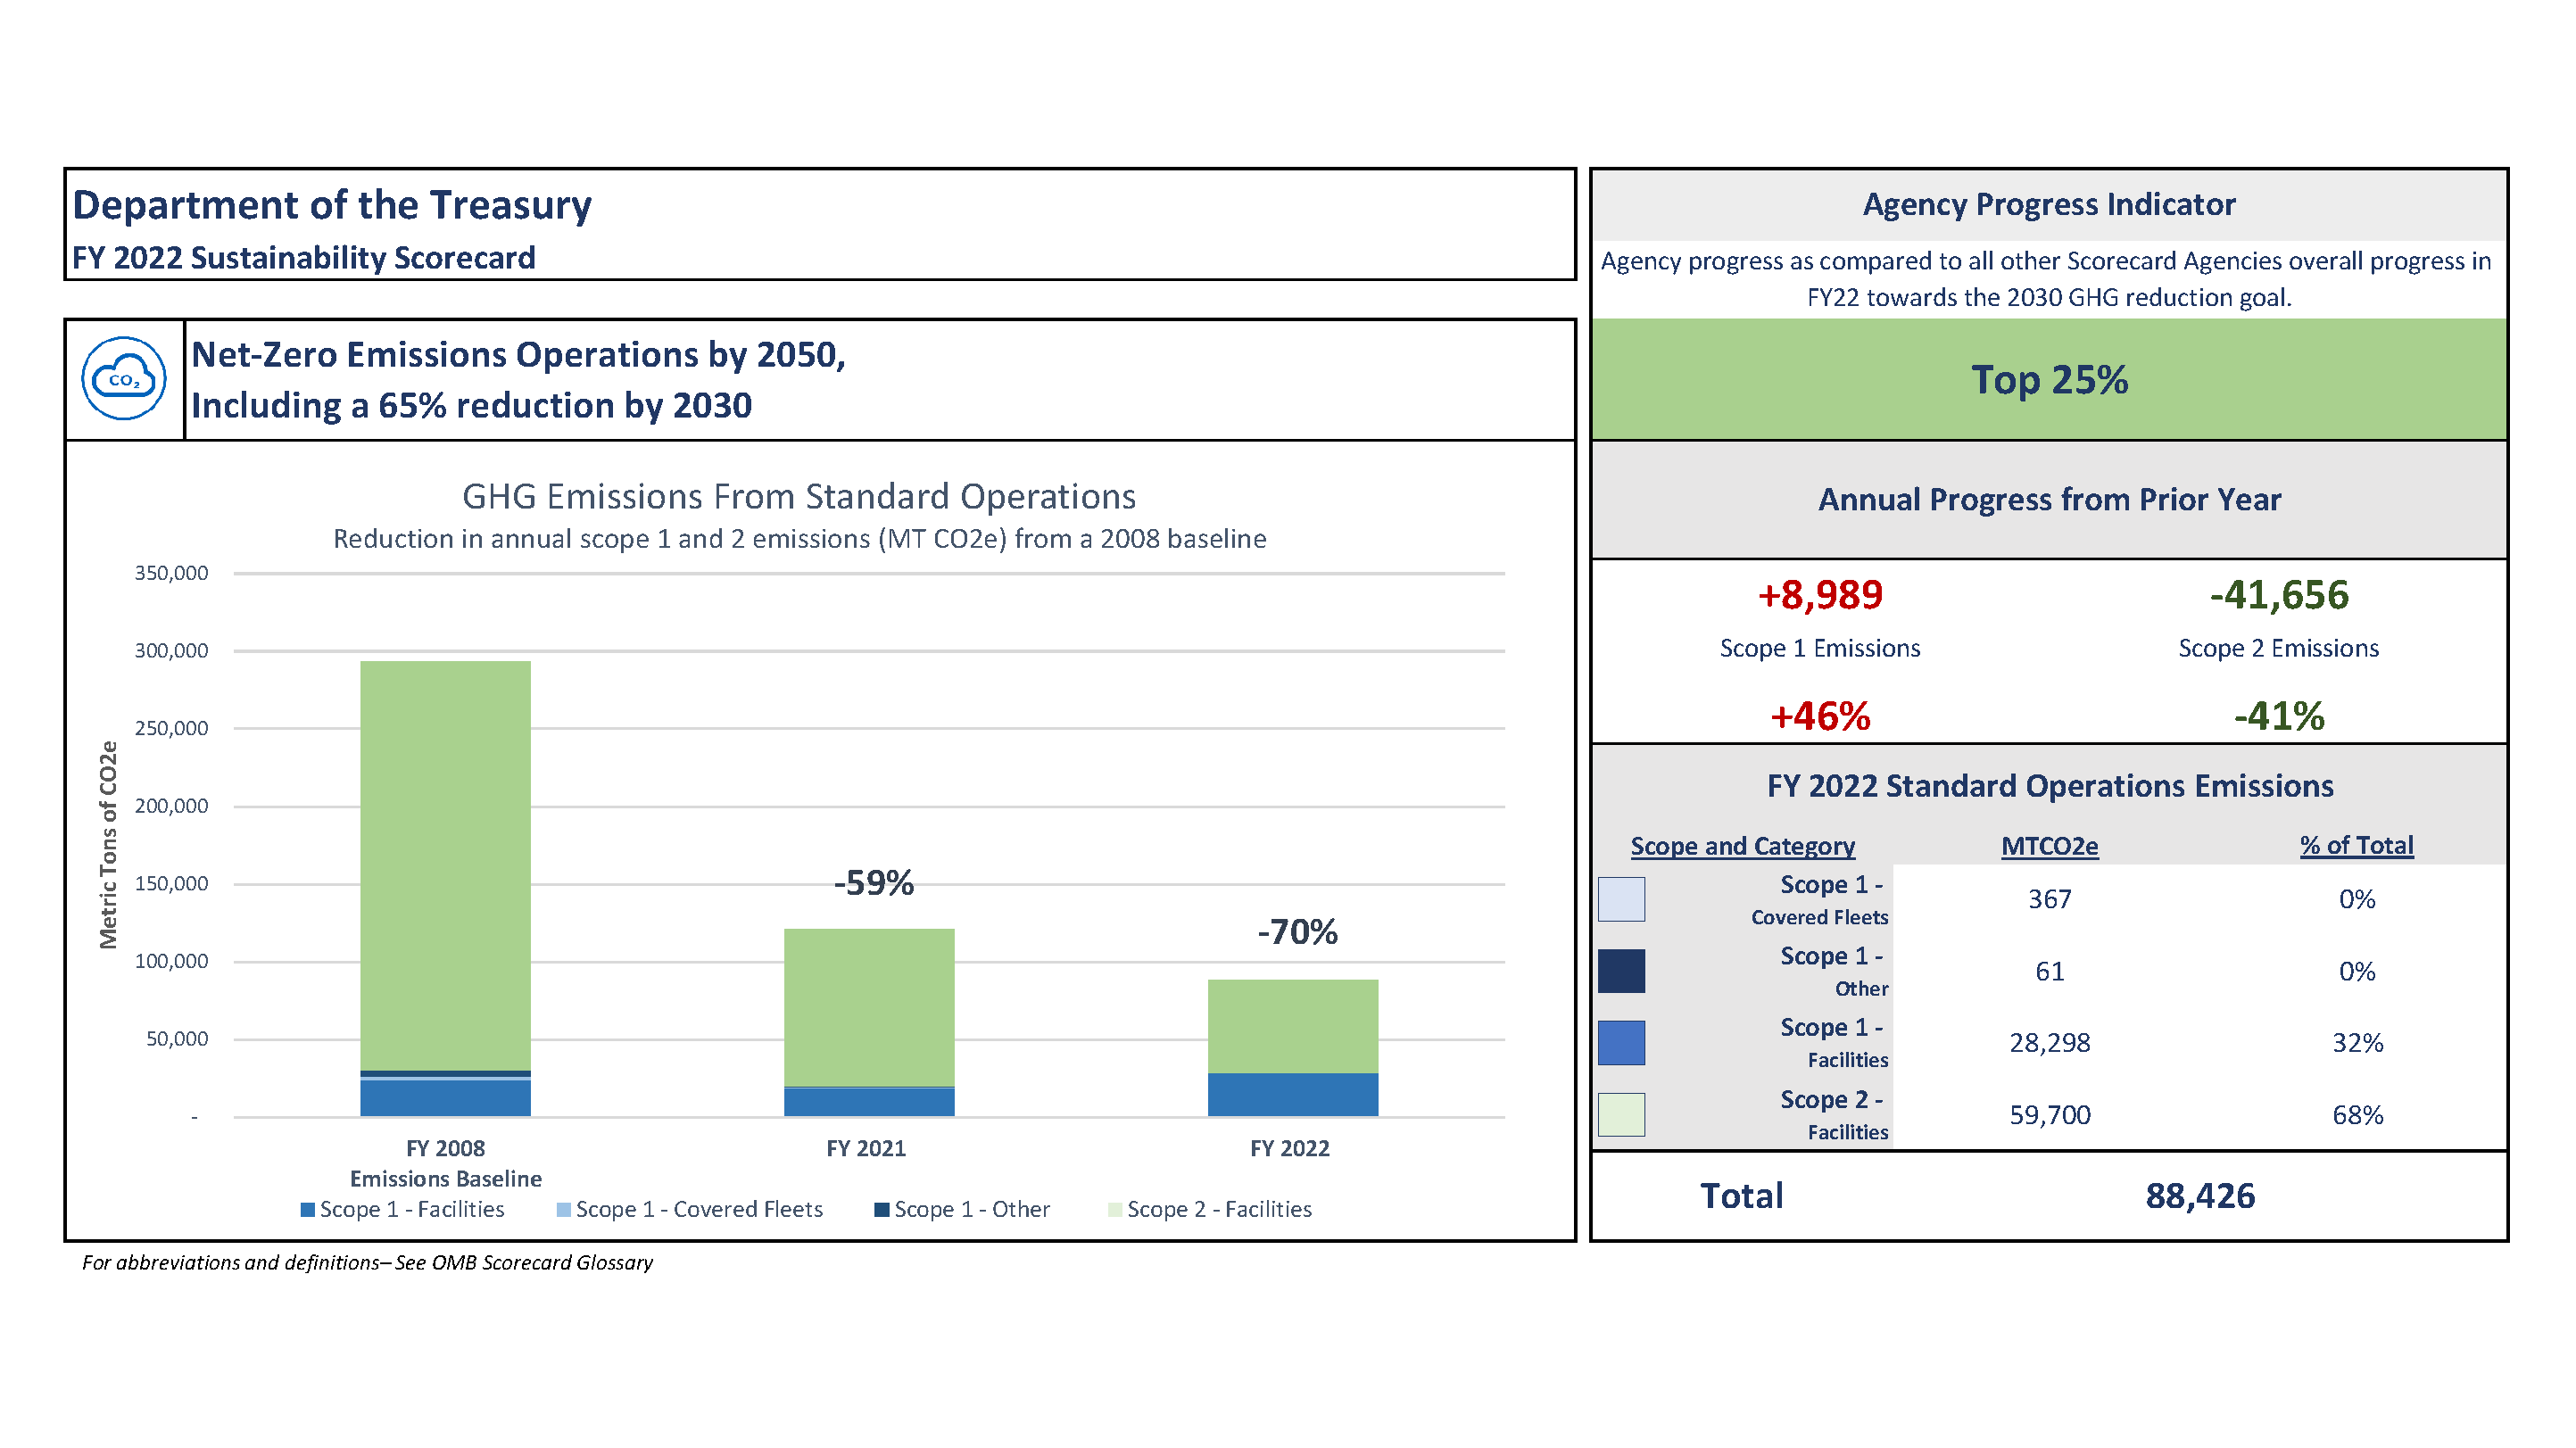 Department of the Treasury
FY 2022 Sustainability Scorecard
CO₂
Net-Zero Emissions Operations by 2050,
Including a 65% reduction by 2030
GHG Emissions From Standard Operations
Reduction in annual scope 1 and 2 emissions (MT CO2e) from a 2008 baseline
Metric Tons of CO2e
350,000
300,000
250,000
200,000
150,000
100,000
50,000
-
-59%
-70%
FY 2008
Emissions Baseline
FY 2021
FY 2022
Scope 1 - Facilities
Scope 1 - Covered Fleets
Scope 1 - Other
Scope 2 - Facilities
For abbreviations and definitions– See OMB Scorecard Glossary
Agency Progress Indicator
Agency progress as compared to all other Scorecard Agencies overall progress in
FY22 towards the 2030 GHG reduction goal.
Top 25%
Annual Progress from Prior Year
+8,989 -41,656
Scope 1 Emissions Scope 2 Emissions
+46% -41%
FY 2022 Standard Operations Emissions
Scope and Category MTCO2e % of Total
Scope 1 -
Covered Fleets
367 0%
Scope 1 -
Other
61 0%
Scope 1 -
Facilities
28,298 32%
Scope 2 -
Facilities
59,700 68%
Total 88,426